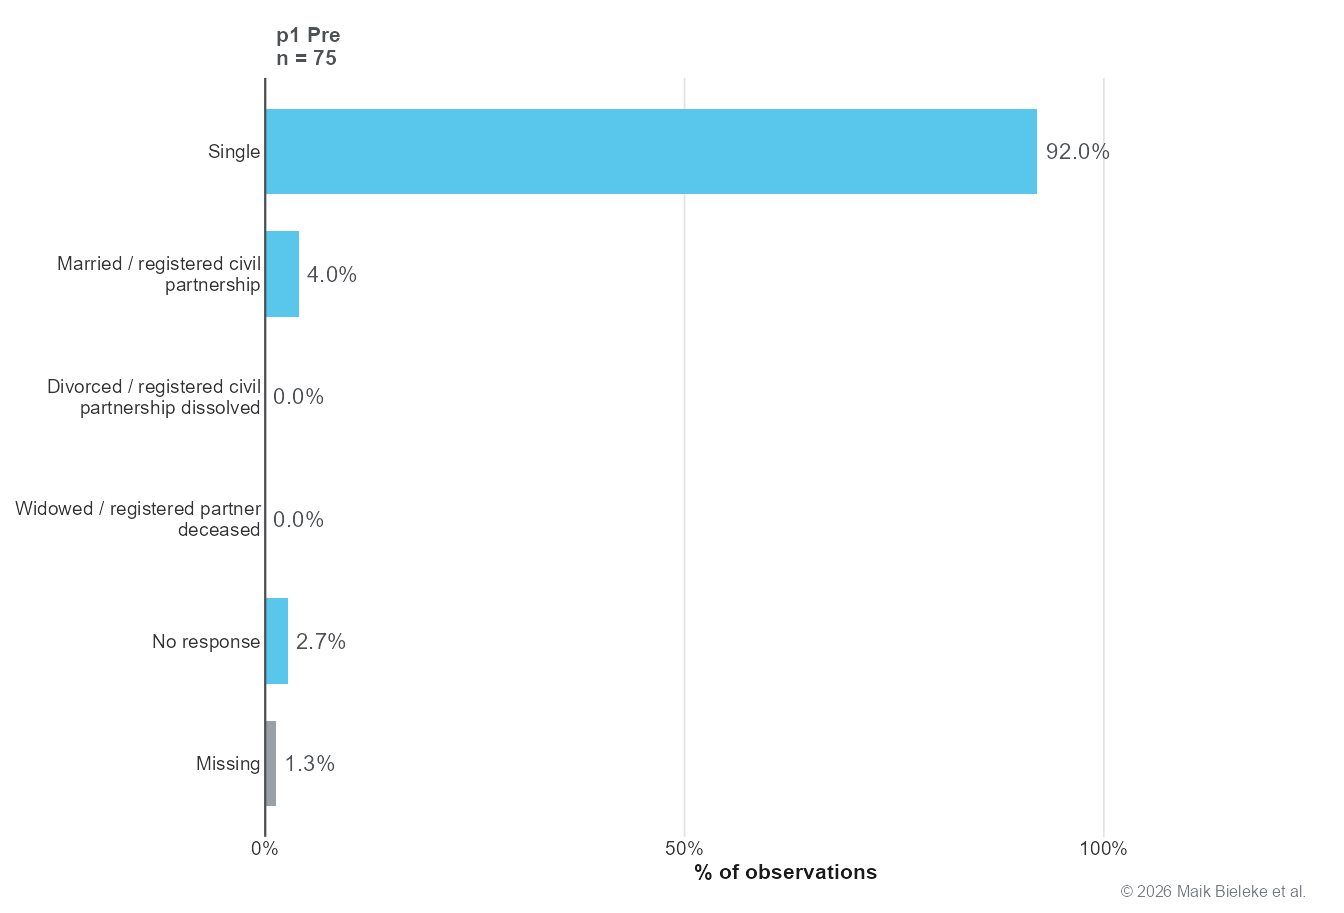 p1 Pre
n = 75
Single
92.0%
Married / registered civil
partnership
4.0%
Divorced / registered civil
partnership dissolved
0.0%
Widowed / registered partner
deceased
0.0%
No response
2.7%
Missing
1.3%
0%
50%
100%
% of observations
© 2026 Maik Bieleke et al.